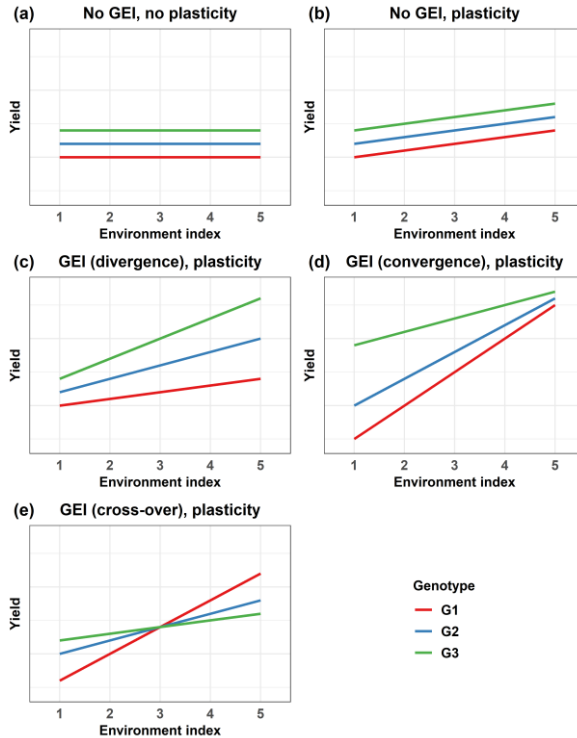 (a) No GEI, no plasticity
Yield
1 2 3 4 5
Environment index
(b) No GEI, plasticity
Yield
1 2 3 4 5
Environment index
(c) GEI (divergence), plasticity
Yield
1 2 3 4 5
Environment index
(d) GEI (convergence), plasticity
Yield
1 2 3 4 5
Environment index
(e) GEI (cross-over), plasticity
Yield
1 2 3 4 5
Environment index
Genotype
G1
G2
G3